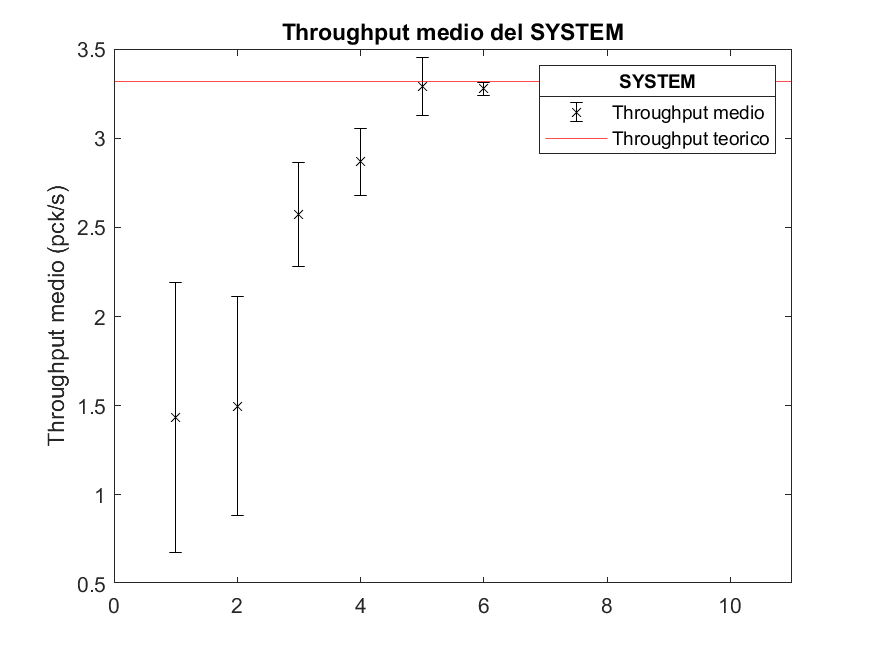 Throughput medio del SYSTEM
3.5
3
2.5
2
1.5
1
0.5
Throughput medio (pck/s)
SYSTEM
Throughput medio
Throughput teorico
0 2 4 6 8 10